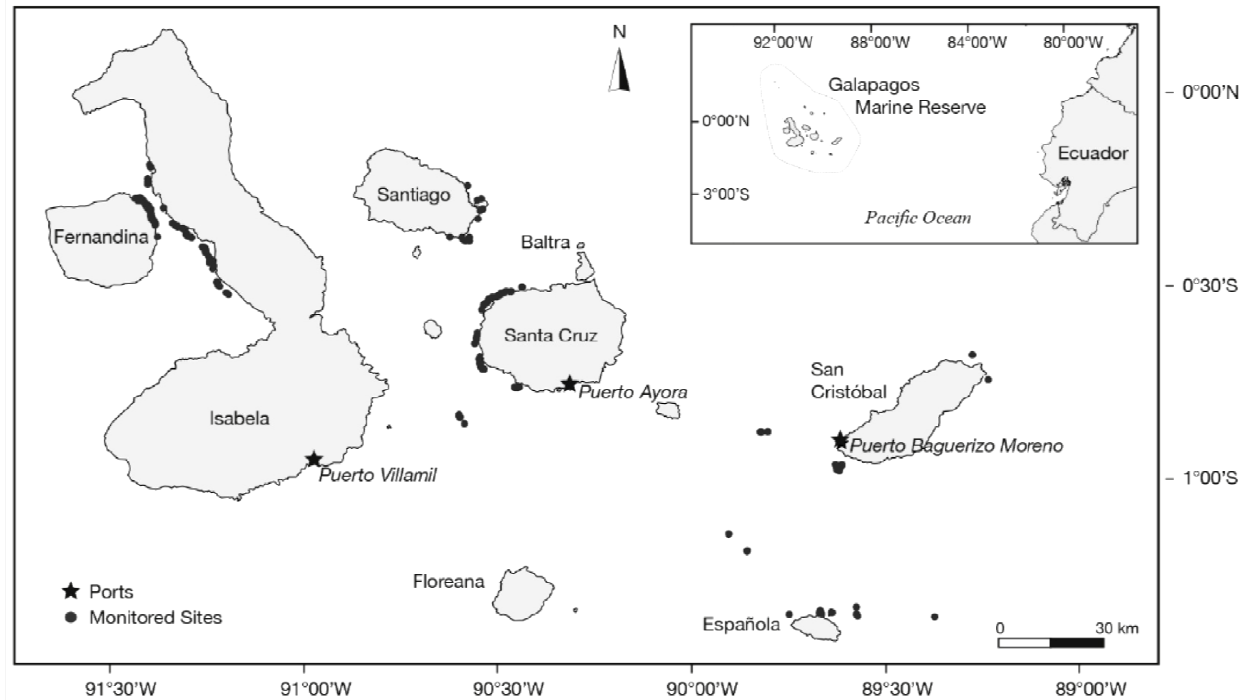 N
92°00'W
88°00'W
84°00'W
80°00'W
Galapagos
Marine Reserve
0°00'N
3°00'S
Ecuador
Pacific Ocean
0°00'N
0°30'S
1°00'S
Santiago
Fernandina
Baltra
Santa Cruz
Puerto Ayora
San
Cristóbal
Puerto Baguerizo Moreno
Isabela
Puerto Villamil
Floreana
Española
Ports
Monitored Sites
0
30 km
91°30'W
91°00'W
90°30'W
90°00'W
89°30'W
89°00'W